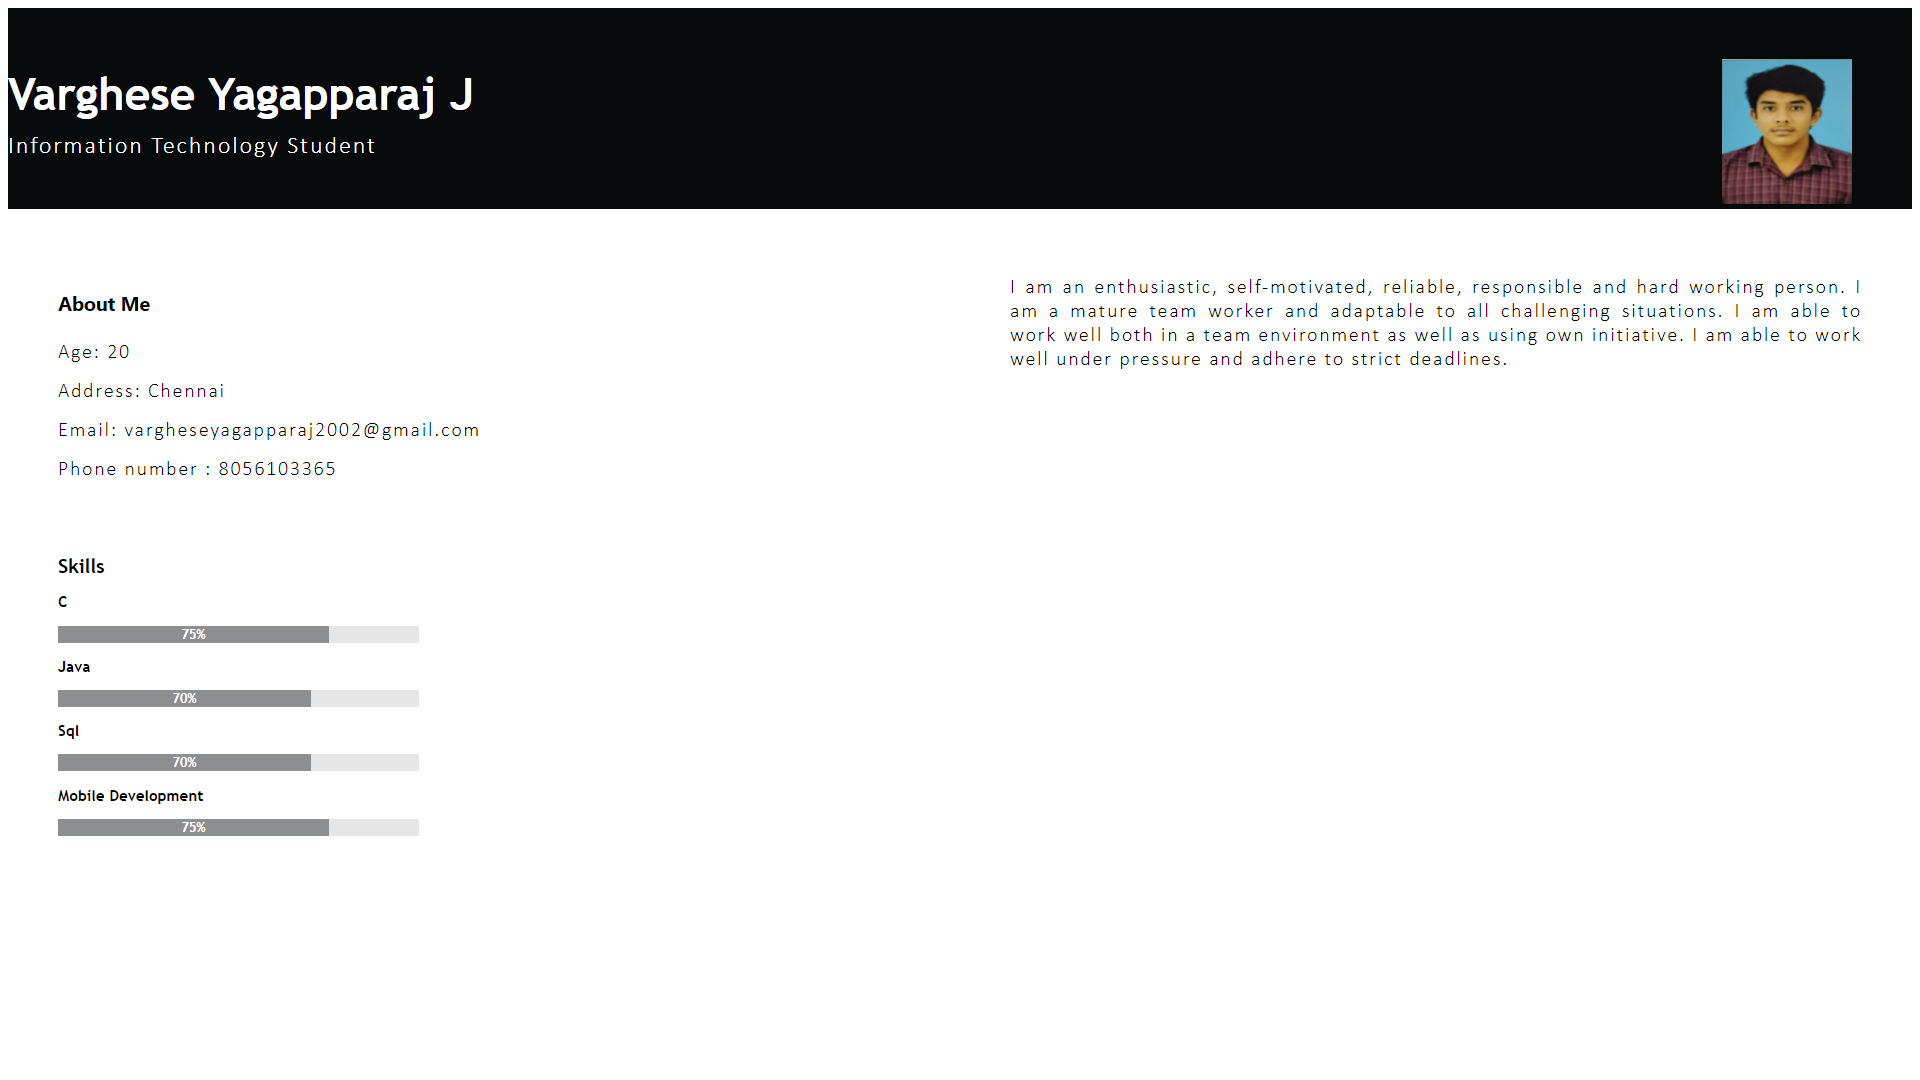 Varghese Yagapparaj J
Information Technology Student
About Me
Age: 20
Address: Chennai
Email: vargheseyagapparaj2002@gmail.com
Phone number : 8056103365
Skills
C
75%
Java
70%
Sql
70%
Mobile Development
75%
I am an enthusiastic, self-motivated, reliable, responsible and hard working person. I
am a mature team worker and adaptable to all challenging situations. I am able to
work well both in a team environment as well as using own initiative. I am able to work
well under pressure and adhere to strict deadlines.